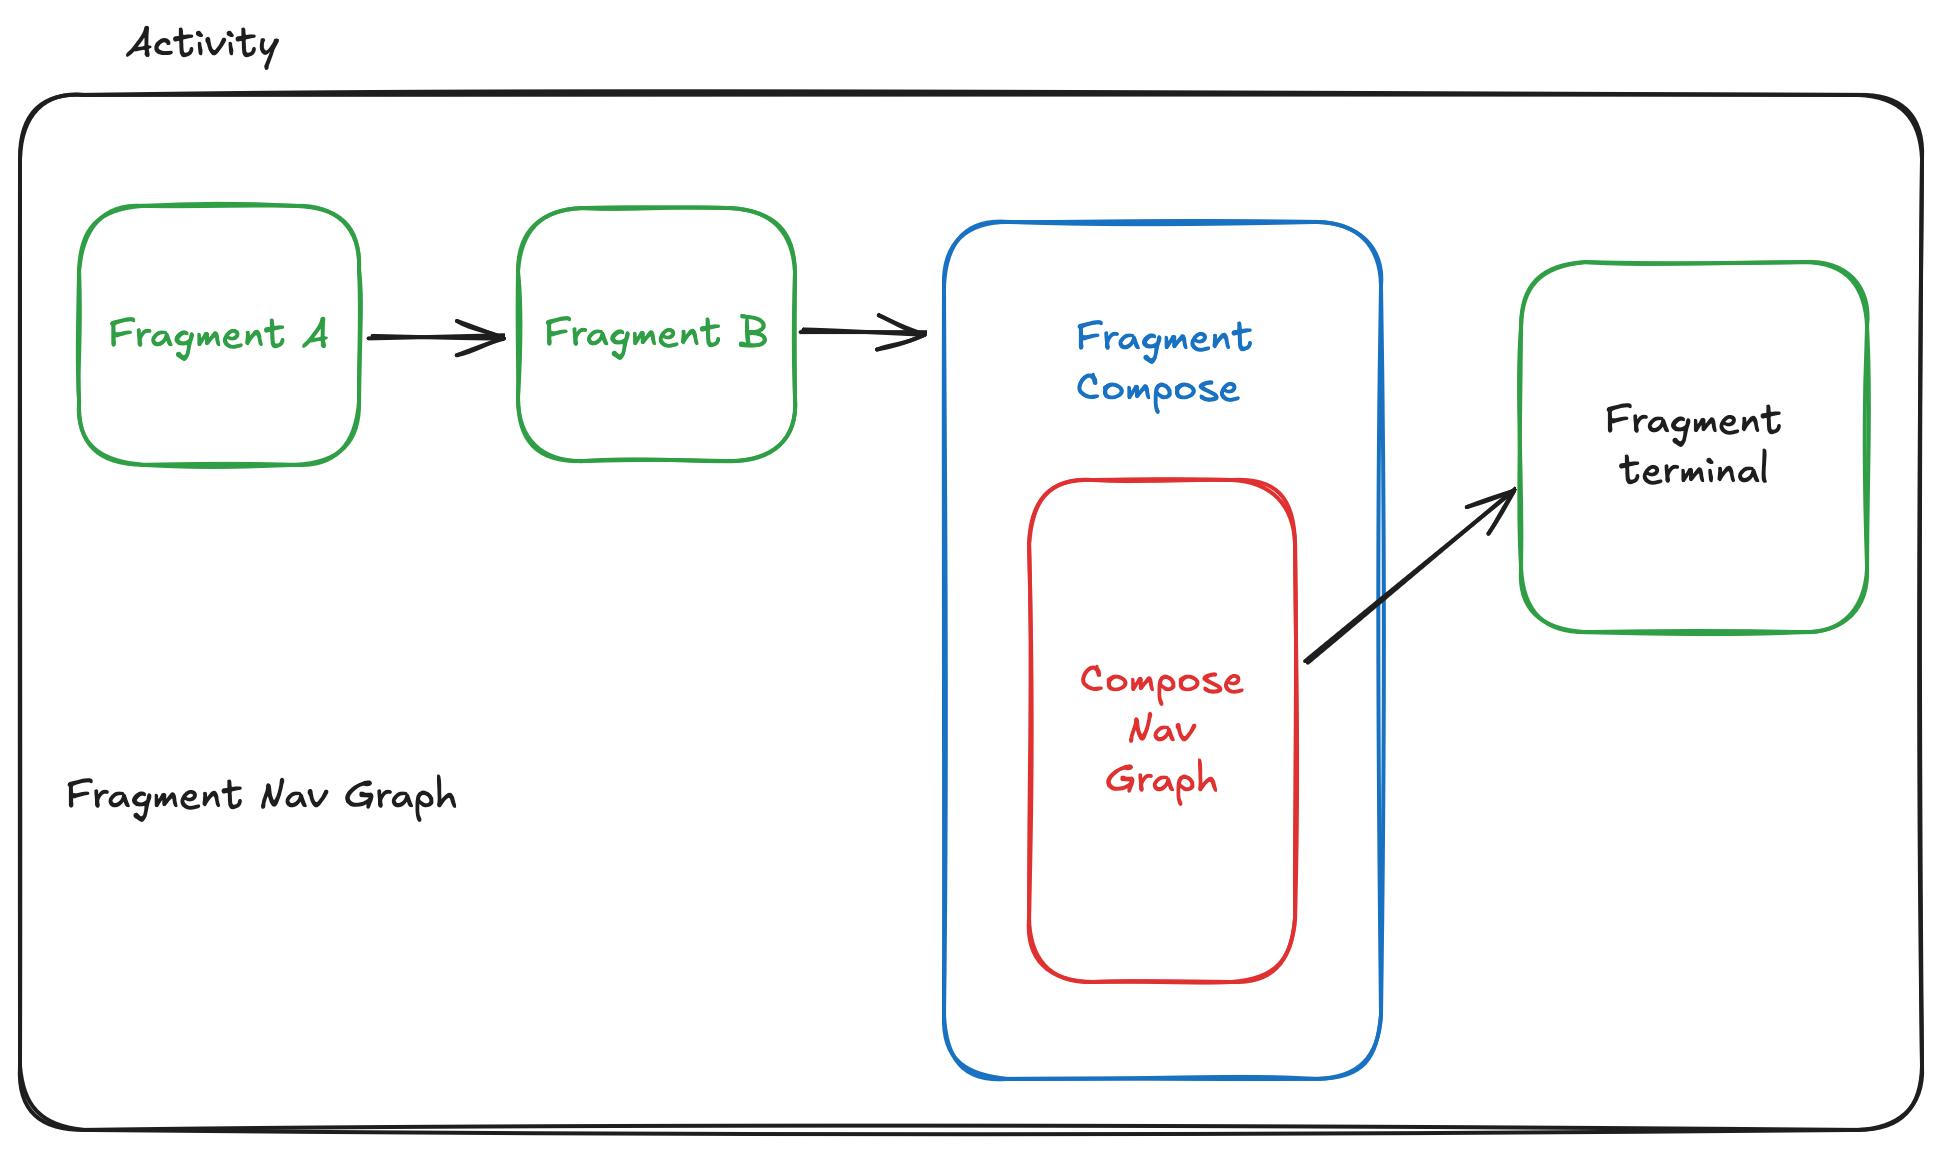 Activity
Fragment A
Fragment B
Fragment
Compose
Fragment
terminal
Compose
Nav
Graph
Fragment Nav Graph